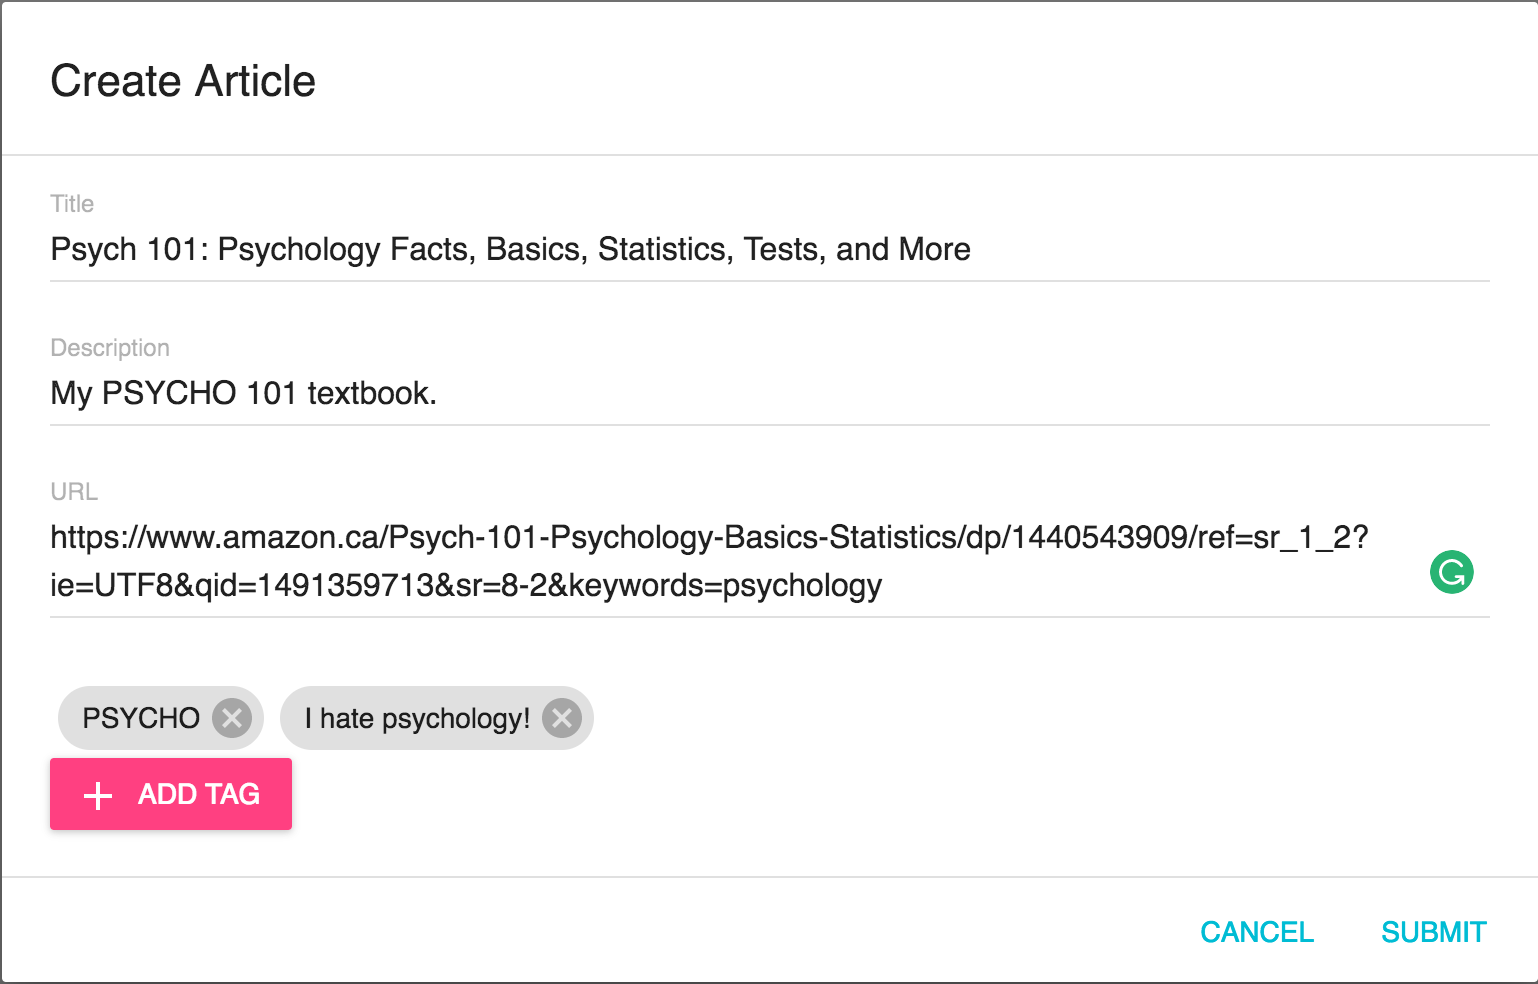 Create Article
Title
Psych 101: Psychology Facts, Basics, Statistics, Tests, and More
Description
My PSYCHO 101 textbook.
URL
https://www.amazon.ca/Psych-101-Psychology-Basics-Statistics/dp/1440543909/ref=sr_1_2?
ie=UTF8&qid=1491359713&sr=8-2&keywords=psychology
PSYCHO I hate psychology!
ADD TAG
CANCEL SUBMIT